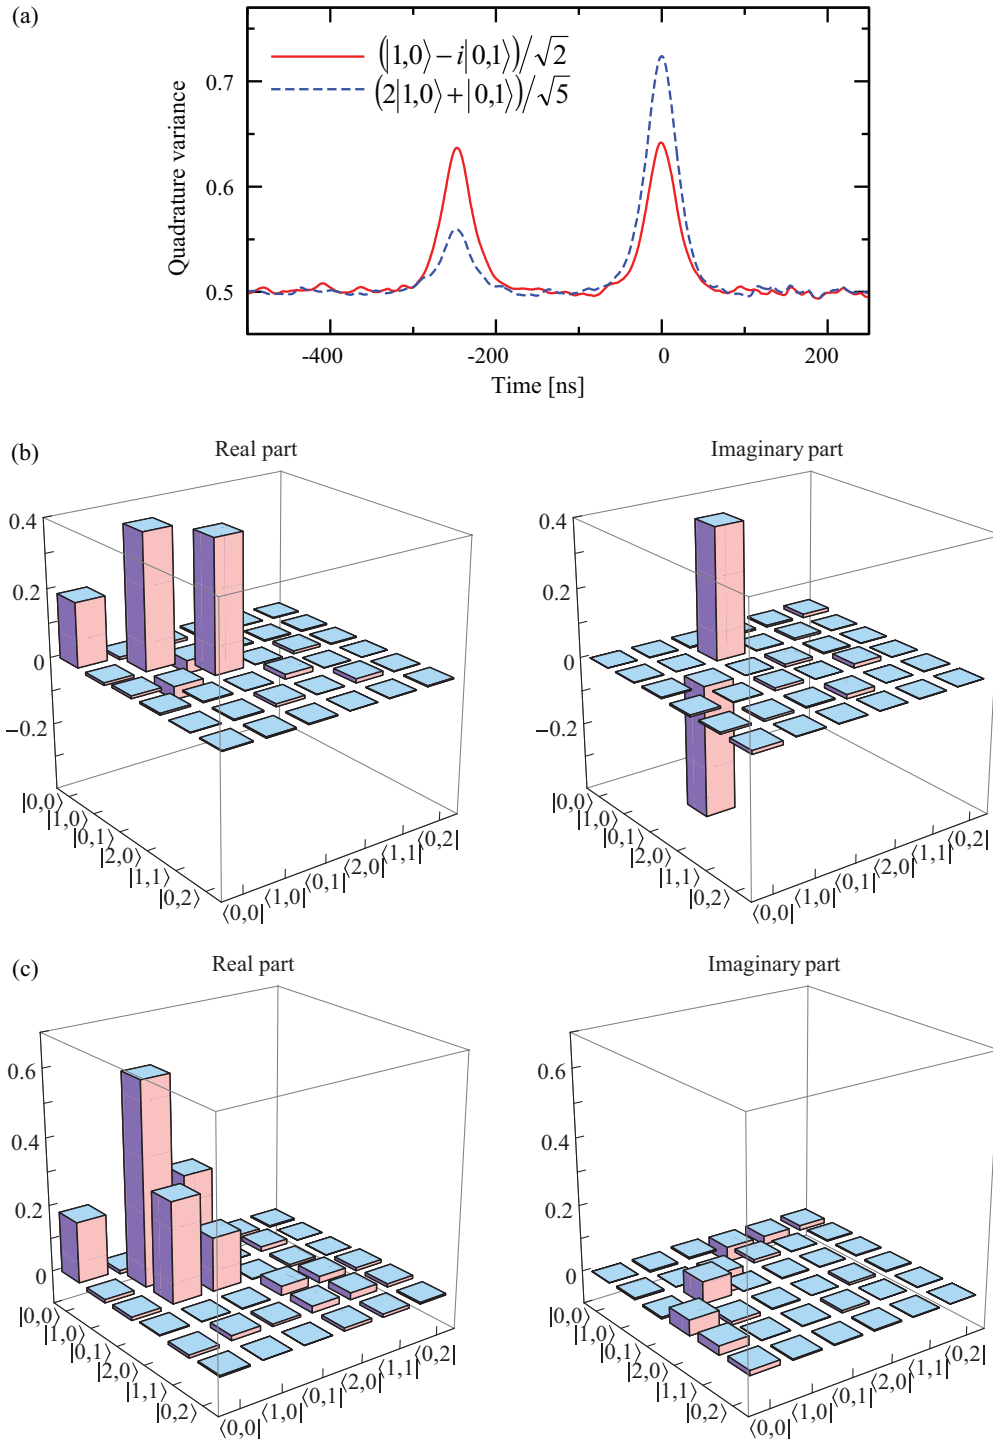 (a)
Quadrature variance
0.7
0.6
0.5
(|1,0⟩ − i|0,1⟩)/√2
(2|1,0⟩ + |0,1⟩)/√5
-400 -200 0 200
Time [ns]
(b)
Real part
0.4
0.2
0
−0.2
|0,0⟩ |1,0⟩ |0,1⟩ |2,0⟩ |1,1⟩ |0,2⟩
⟨0,0| ⟨1,0| ⟨0,1| ⟨2,0| ⟨1,1| ⟨0,2|
Imaginary part
0.4
0.2
0
−0.2
|0,0⟩ |1,0⟩ |0,1⟩ |2,0⟩ |1,1⟩ |0,2⟩
⟨0,0| ⟨1,0| ⟨0,1| ⟨2,0| ⟨1,1| ⟨0,2|
(c)
Real part
0.6
0.4
0.2
0
|0,0⟩ |1,0⟩ |0,1⟩ |2,0⟩ |1,1⟩ |0,2⟩
⟨0,0| ⟨1,0| ⟨0,1| ⟨2,0| ⟨1,1| ⟨0,2|
Imaginary part
0.6
0.4
0.2
0
|0,0⟩ |1,0⟩ |0,1⟩ |2,0⟩ |1,1⟩ |0,2⟩
⟨0,0| ⟨1,0| ⟨0,1| ⟨2,0| ⟨1,1| ⟨0,2|